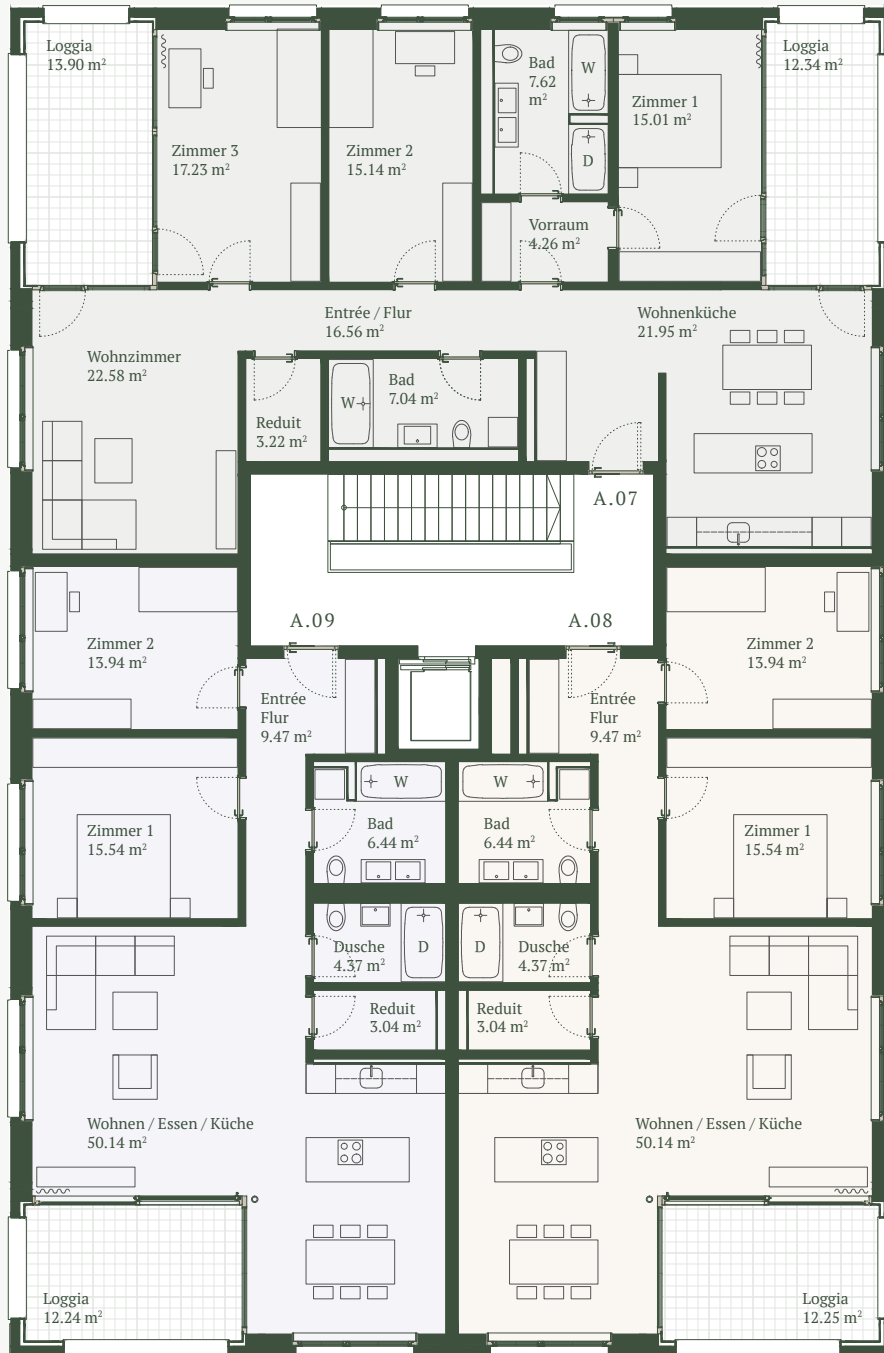 Loggia
13.90 m²
Zimmer 3
17.23 m²
Zimmer 2
15.14 m²
Bad
7.62
m²
W
D
Zimmer 1
15.01 m²
Loggia
12.34 m²
Vorraum
4.26 m²
Entrée / Flur
16.56 m²
Wohnenküche
21.95 m²
Wohnzimmer
22.58 m²
Reduit
3.22 m²
W
Bad
7.04 m²
A.07
A.09
A.08
Zimmer 2
13.94 m²
Entrée
Flur
9.47 m²
Entrée
Flur
9.47 m²
Zimmer 2
13.94 m²
Zimmer 1
15.54 m²
W
Bad
6.44 m²
W
Bad
6.44 m²
Zimmer 1
15.54 m²
Dusche
4.37 m²
D
D
Dusche
4.37 m²
Reduit
3.04 m²
Reduit
3.04 m²
Wohnen / Essen / Küche
50.14 m²
Wohnen / Essen / Küche
50.14 m²
Loggia
12.24 m²
Loggia
12.25 m²